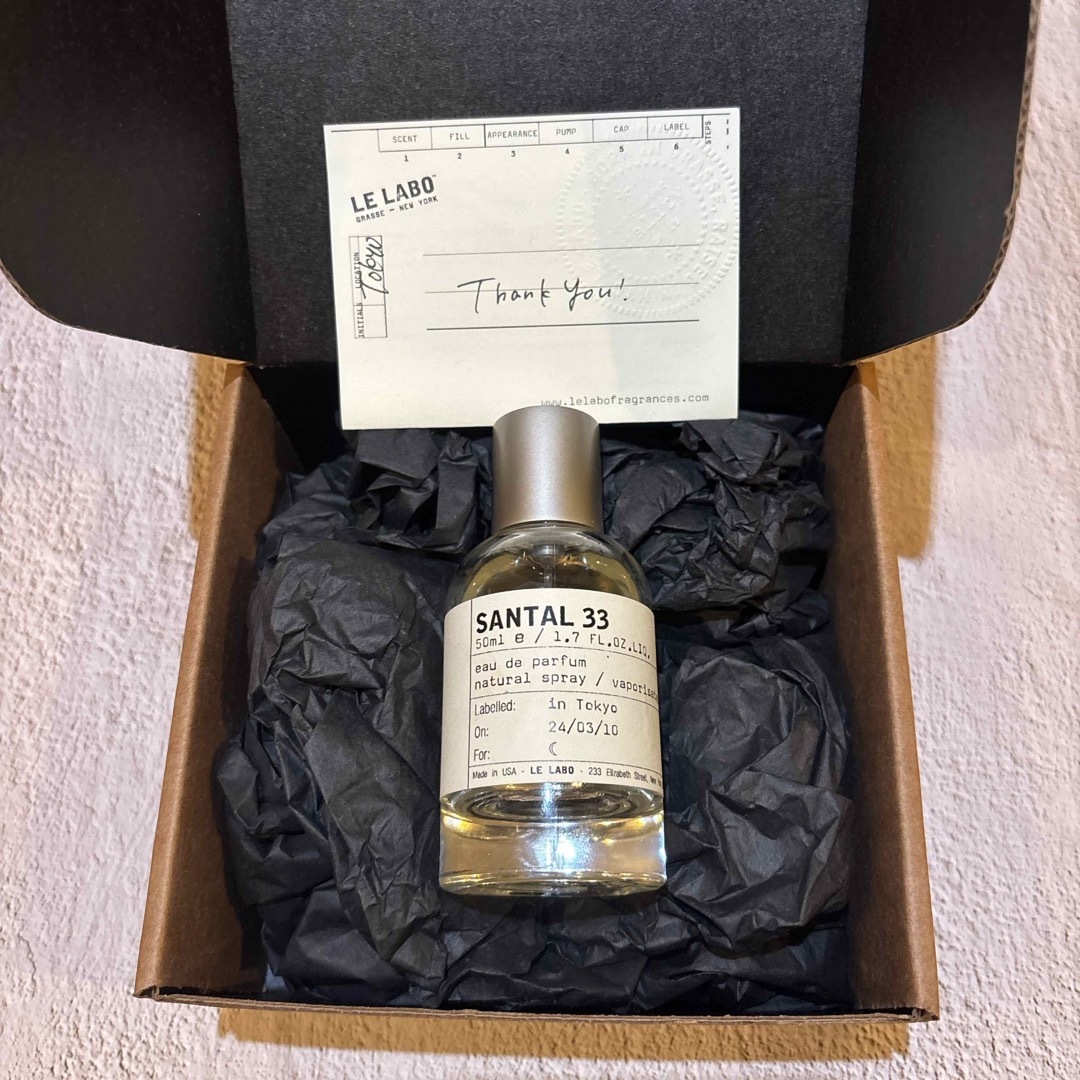 SCENT FILL APPEARANCE PUMP CAP LABEL STEPS
1 2 3 4 5 6
LE LABO™
GRASSE — NEW YORK
INITIALS LOCATION
Tokyo
Thank You!
www.lelabofragrances.com
SANTAL 33
50ml e / 1.7 FL.OZ.LIQ.
eau de parfum
natural spray /
Labelled: in Tokyo
On: 24/03/10
For: ☾
Made in USA - LE LABO - 233 Elizabeth Street, New